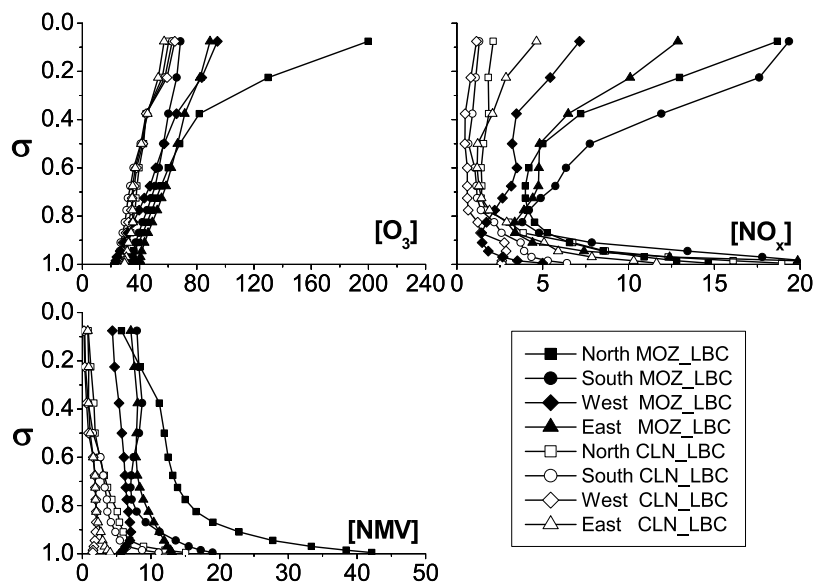 0.0
0.2
0.4
0.6
0.8
1.0
σ
[O₃]
0 40 80 120 160 200 240
[NOₓ]
0 5 10 15 20
0.0
0.2
0.4
0.6
0.8
1.0
σ
[NMV]
0 10 20 30 40 50
North MOZ_LBC
South MOZ_LBC
West MOZ_LBC
East MOZ_LBC
North CLN_LBC
South CLN_LBC
West CLN_LBC
East CLN_LBC